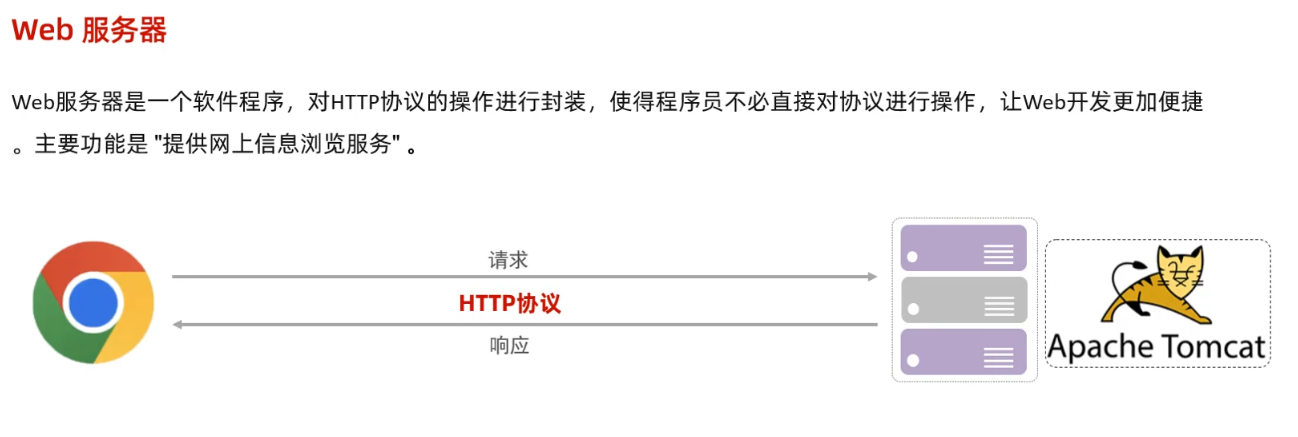 Web 服务器
Web服务器是一个软件程序，对HTTP协议的操作进行封装，使得程序员不必直接对协议进行操作，让Web开发更加便捷
。主要功能是 "提供网上信息浏览服务" 。
请求
HTTP协议
响应
Apache Tomcat